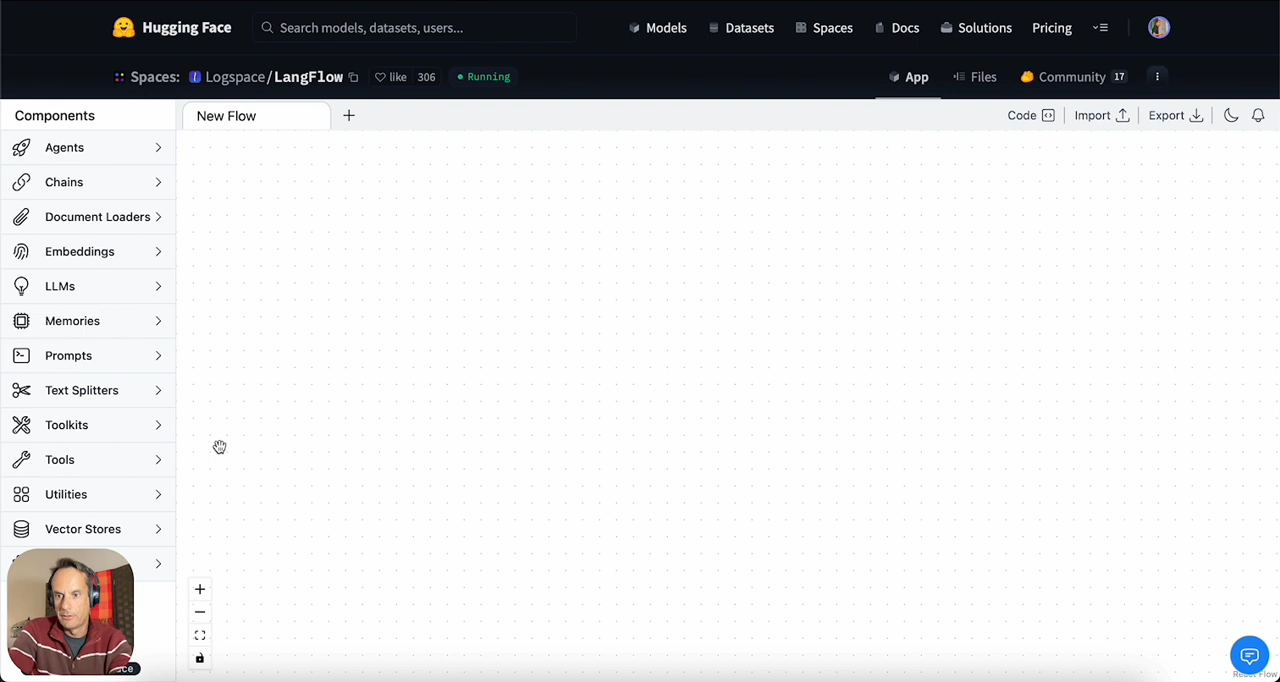 Hugging Face
Search models, datasets, users...
Models
Datasets
Spaces
Docs
Solutions
Pricing
Spaces:
Logspace/LangFlow
like
306
Running
App
Files
Community
17
Components
New Flow
Code
Import
Export
Agents
Chains
Document Loaders
Embeddings
LLMs
Memories
Prompts
Text Splitters
Toolkits
Tools
Utilities
Vector Stores
React Flow